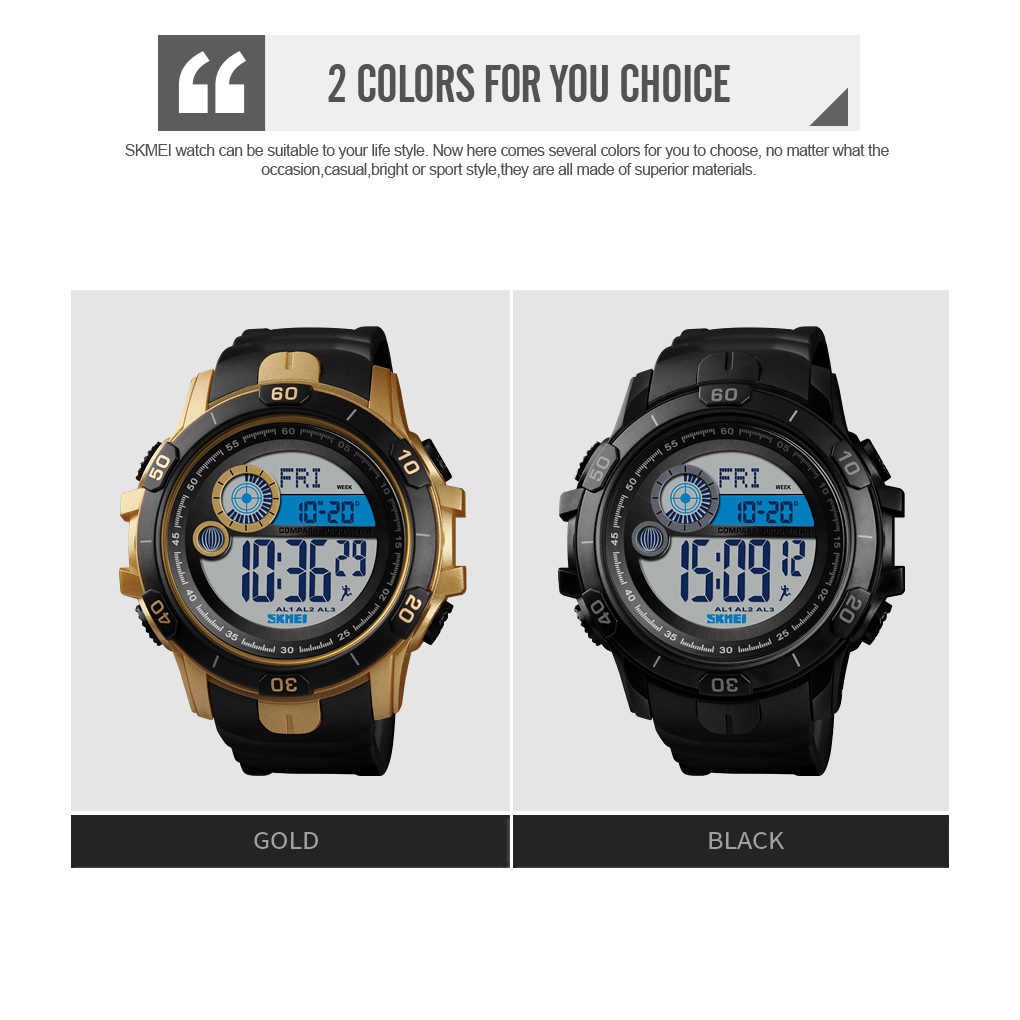 2 COLORS FOR YOU CHOICE
SKMEI watch can be suitable to your life style. Now here comes several colors for you to choose, no matter what the
occasion,casual,bright or sport style,they are all made of superior materials.
60
50
10
40
20
30
55
60
05
50
10
45
15
40
20
35
30
25
FRI
WEEK
10-20
COMPASS BAROMETER
10:36 29
AL1 AL2 AL3
SKMEI
60
50
10
40
20
30
55
60
05
50
10
45
15
40
20
35
30
25
FRI
WEEK
10-20
COMPASS BAROMETER
15:09 12
AL1 AL2 AL3
SKMEI
GOLD
BLACK